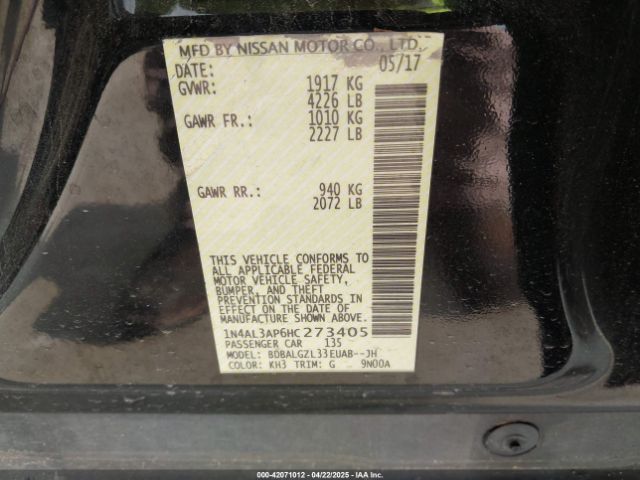 MFD BY NISSAN MOTOR CO., LTD.
DATE: 05/17
GVWR: 1917 KG
4226 LB
GAWR FR.: 1010 KG
2227 LB
GAWR RR.: 940 KG
2072 LB
THIS VEHICLE CONFORMS TO
ALL APPLICABLE FEDERAL
MOTOR VEHICLE SAFETY,
BUMPER, AND THEFT
PREVENTION STANDARDS IN
EFFECT ON THE DATE OF
MANUFACTURE SHOWN ABOVE.
1N4AL3AP6HC273405
PASSENGER CAR 135
MODEL: BDBALGZL33EUAB--JH
COLOR: KH3 TRIM: G 9N00A
000-42071012 | 04/22/2025 | IAA Inc.